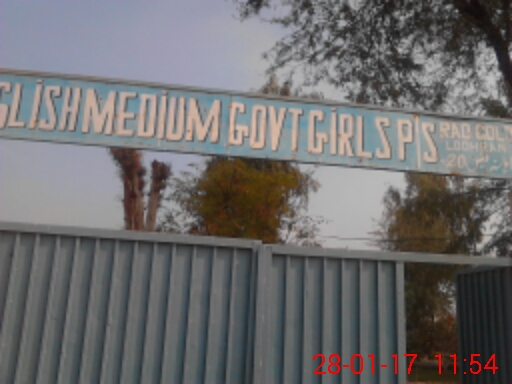 GLISH MEDIUM GOVT GIRLS P/S RAO COL
28-01-17 11:54